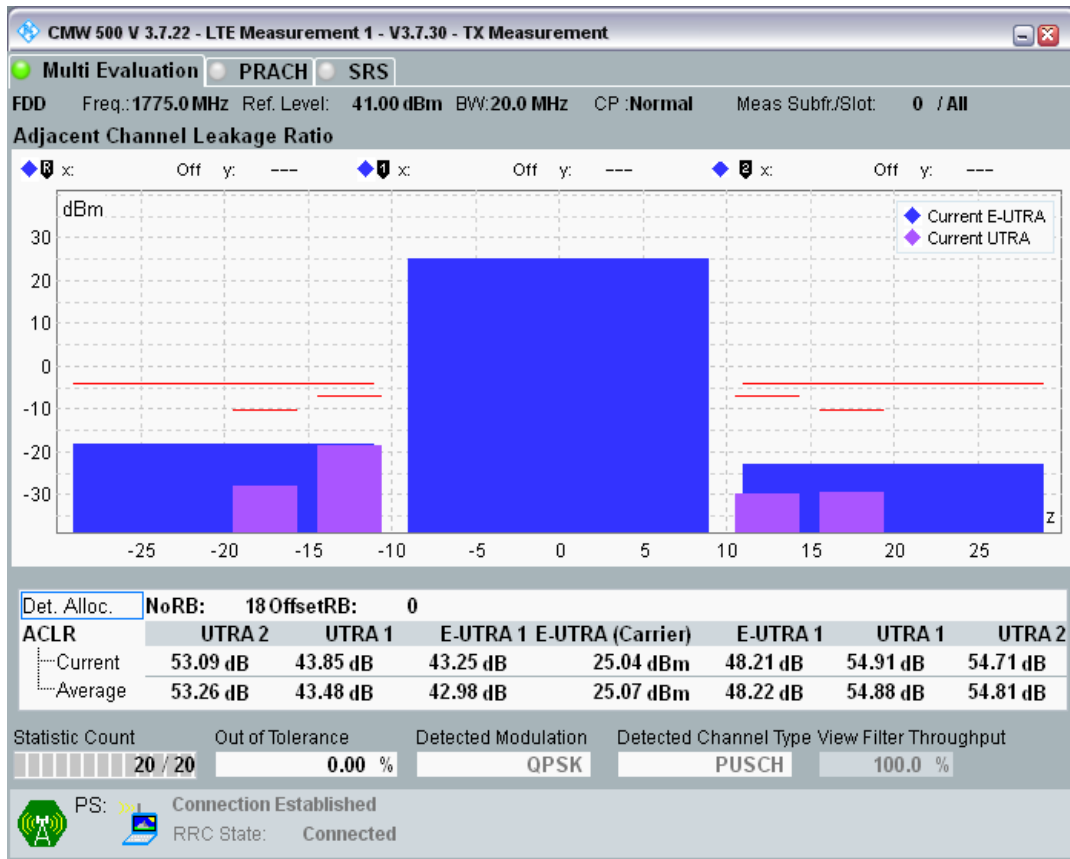 CMW 500 V 3.7.22 - LTE Measurement 1 - V3.7.30 - TX Measurement
Multi Evaluation PRACH SRS
FDD Freq.: 1775.0 MHz Ref. Level: 41.00 dBm BW: 20.0 MHz CP : Normal Meas Subfr./Slot: 0 / All
Adjacent Channel Leakage Ratio
R x: Off y: --- 1 x: Off y: --- 2 x: Off y: ---
dBm
Current E-UTRA
Current UTRA
30
20
10
0
-10
-20
-30
z
-25 -20 -15 -10 -5 0 5 10 15 20 25
Det. Alloc. NoRB: 18 OffsetRB: 0
ACLR UTRA 2 UTRA 1 E-UTRA 1 E-UTRA (Carrier) E-UTRA 1 UTRA 1 UTRA 2
Current 53.09 dB 43.85 dB 43.25 dB 25.04 dBm 48.21 dB 54.91 dB 54.71 dB
Average 53.26 dB 43.48 dB 42.98 dB 25.07 dBm 48.22 dB 54.88 dB 54.81 dB
Statistic Count Out of Tolerance Detected Modulation Detected Channel Type View Filter Throughput
20 / 20 0.00 % QPSK PUSCH 100.0 %
PS: Connection Established
RRC State: Connected